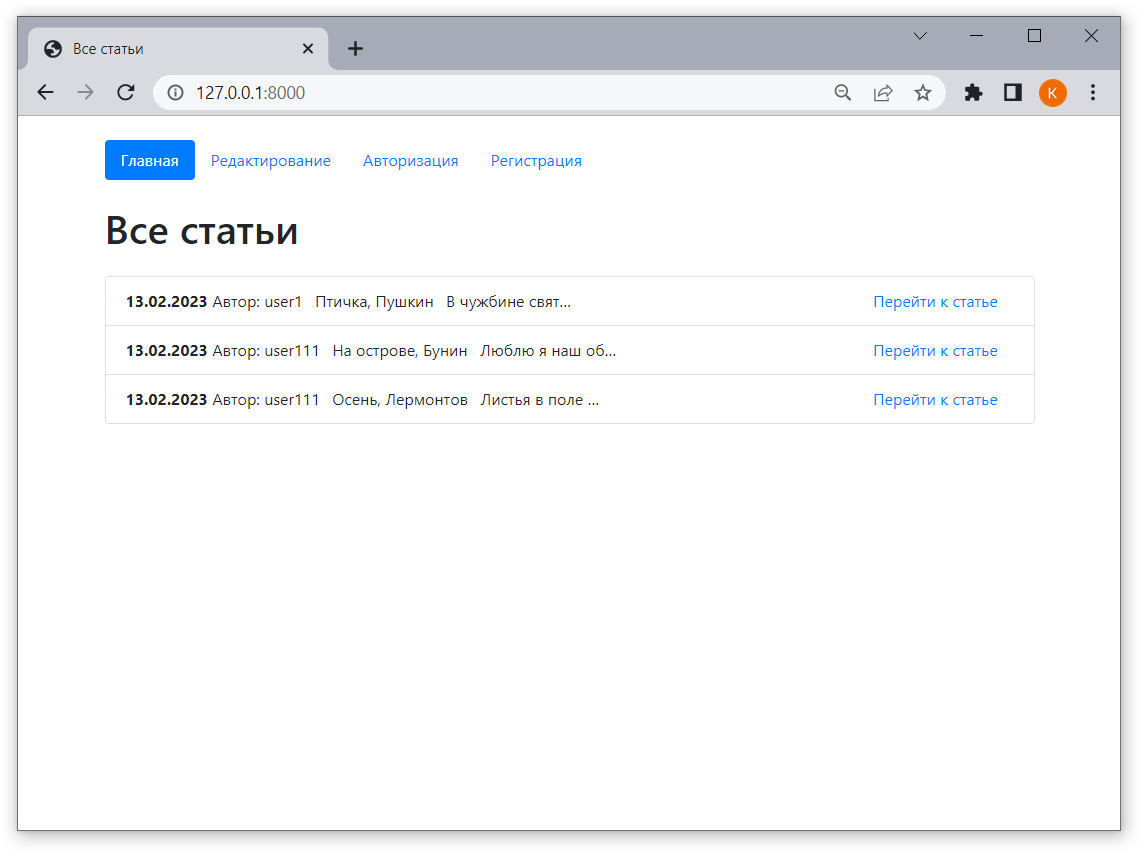 Все статьи
127.0.0.1:8000
K
Главная Редактирование Авторизация Регистрация
Все статьи
13.02.2023 Автор: user1 Птичка, Пушкин В чужбине свят... Перейти к статье
13.02.2023 Автор: user111 На острове, Бунин Люблю я наш об... Перейти к статье
13.02.2023 Автор: user111 Осень, Лермонтов Листья в поле ... Перейти к статье